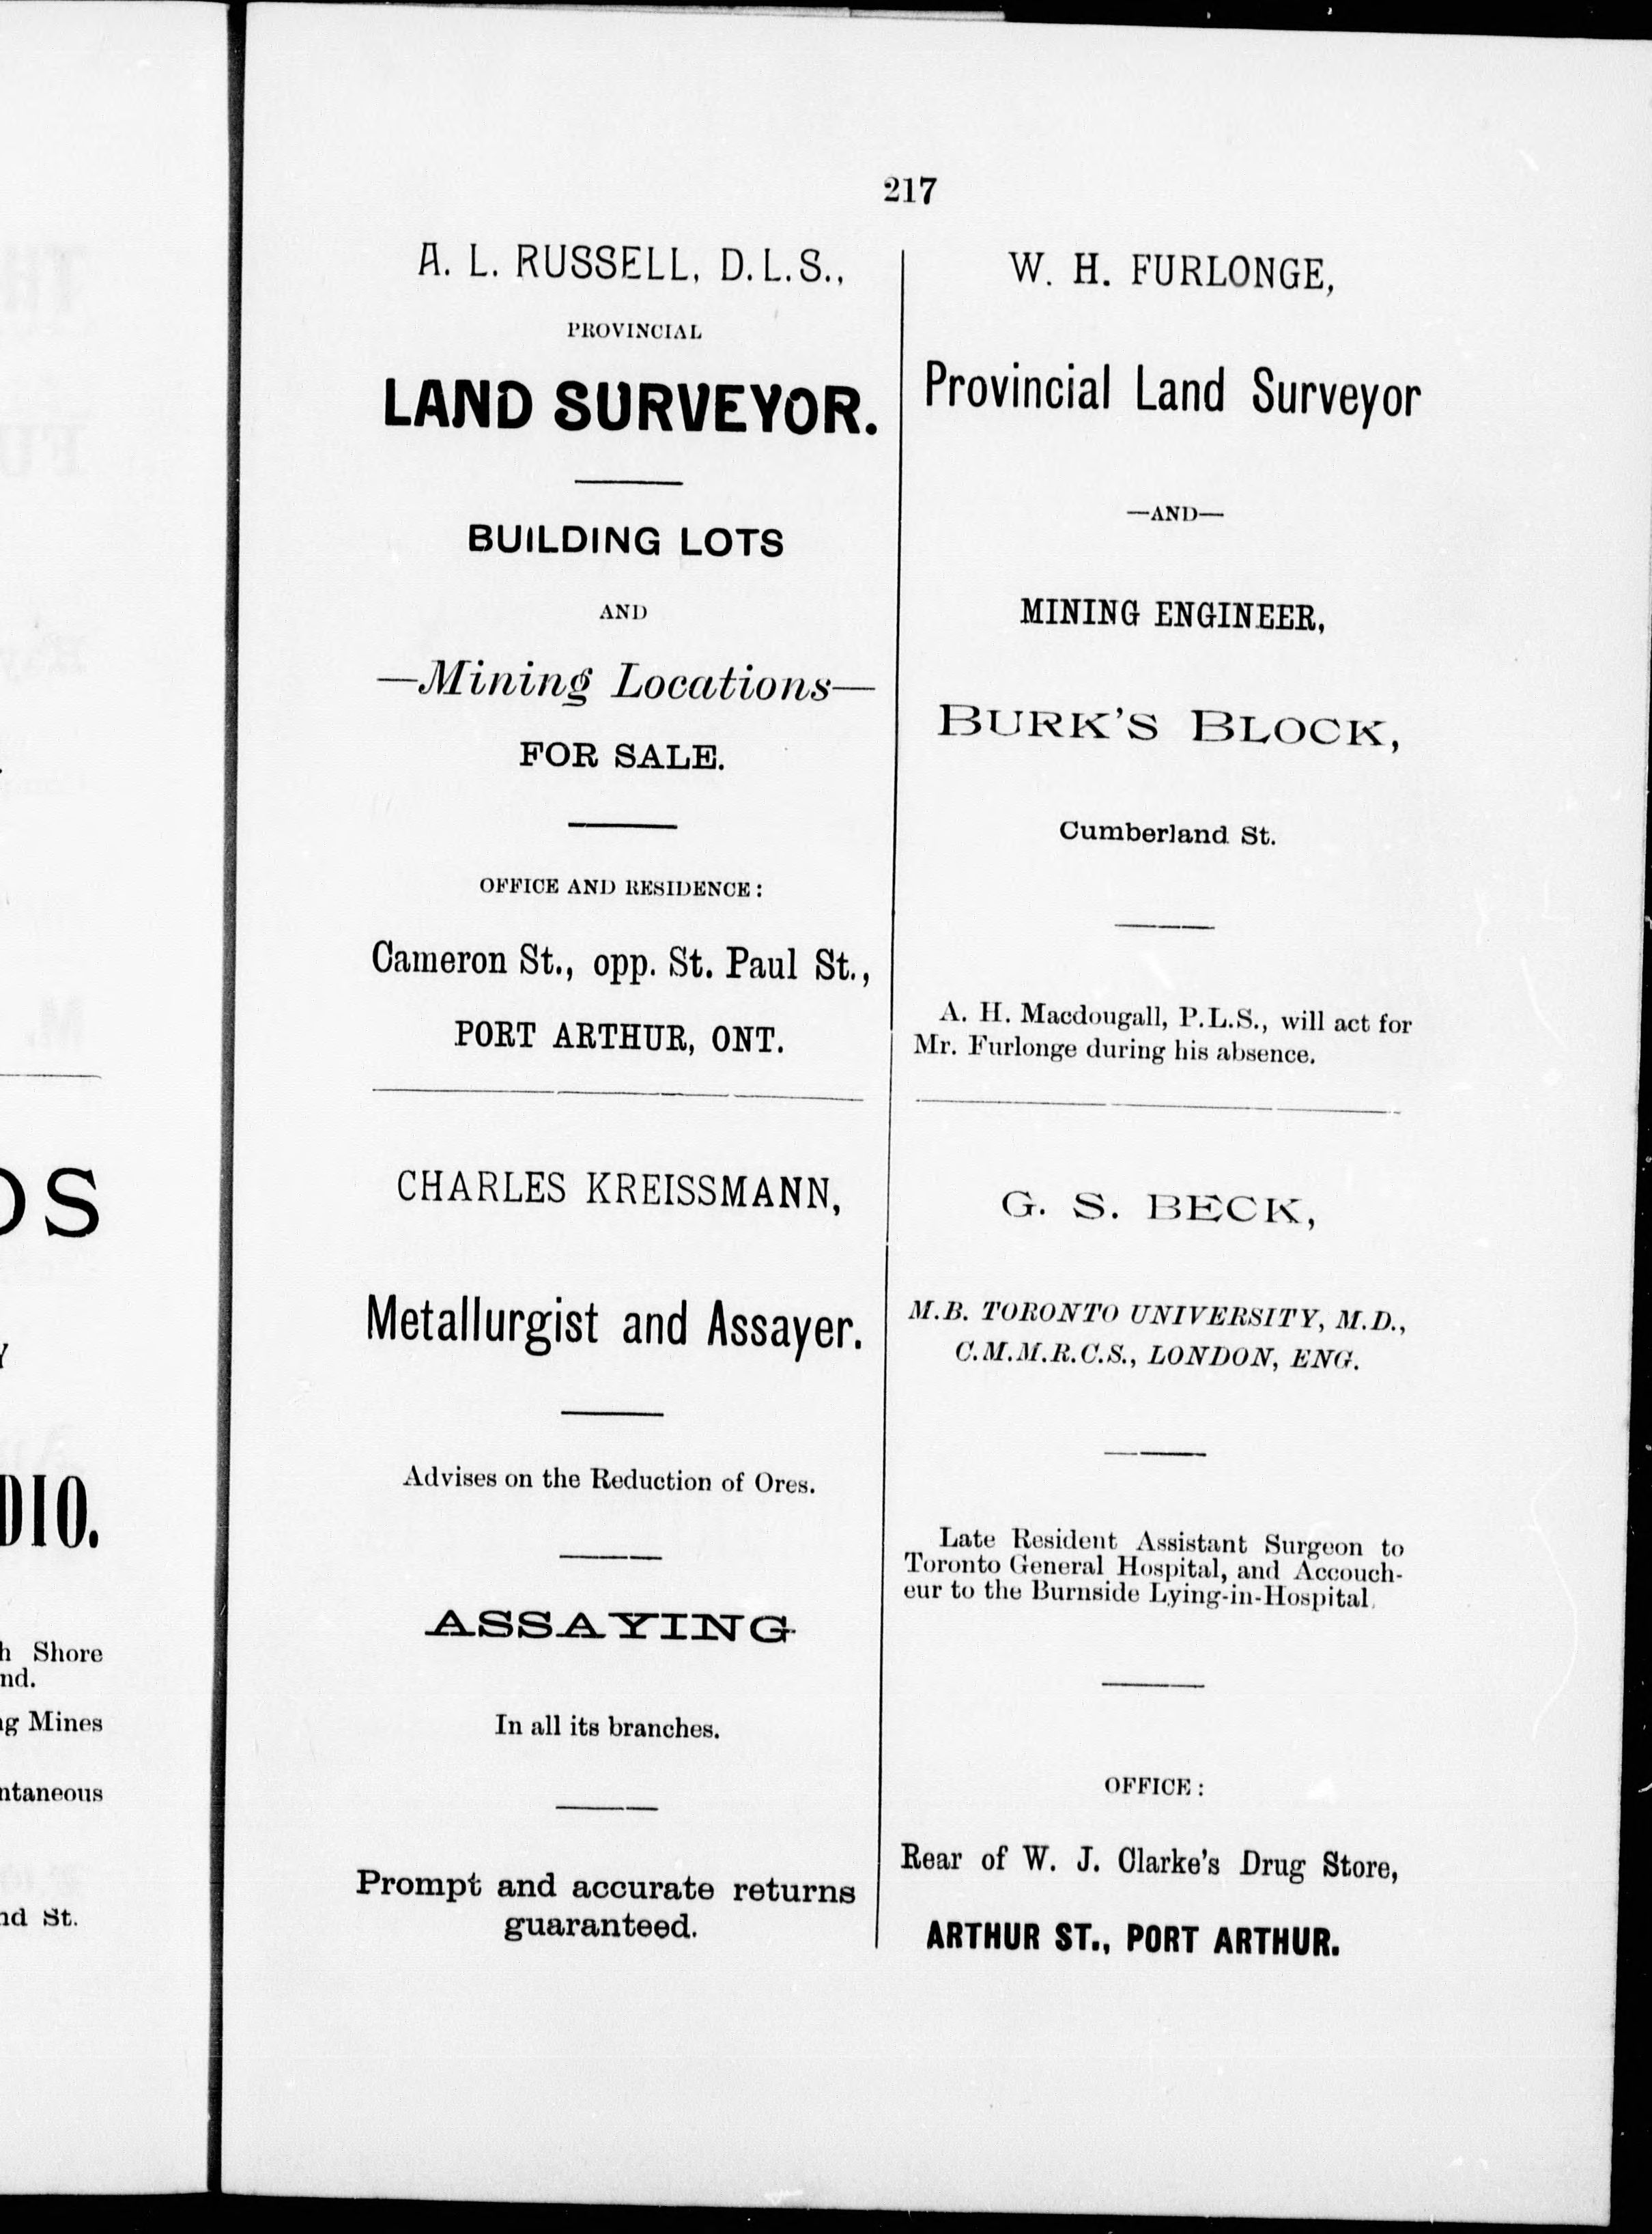 217
A. L. RUSSELL, D.L.S.,
PROVINCIAL
LAND SURVEYOR.
BUILDING LOTS
AND
—Mining Locations—
FOR SALE.
OFFICE AND RESIDENCE:
Cameron St., opp. St. Paul St.,
PORT ARTHUR, ONT.
CHARLES KREISSMANN,
Metallurgist and Assayer.
Advises on the Reduction of Ores.
ASSAYING
In all its branches.
Prompt and accurate returns
guaranteed.
W. H. FURLONGE,
Provincial Land Surveyor
—AND—
MINING ENGINEER,
BURK'S BLOCK,
Cumberland St.
A. H. Macdougall, P.L.S., will act for
Mr. Furlonge during his absence.
G. S. BECK,
M.B. TORONTO UNIVERSITY, M.D.,
C.M.M.R.C.S., LONDON, ENG.
Late Resident Assistant Surgeon to
Toronto General Hospital, and Accouch-
eur to the Burnside Lying-in-Hospital.
OFFICE:
Rear of W. J. Clarke's Drug Store,
ARTHUR ST., PORT ARTHUR.
Shore
Mines
St.